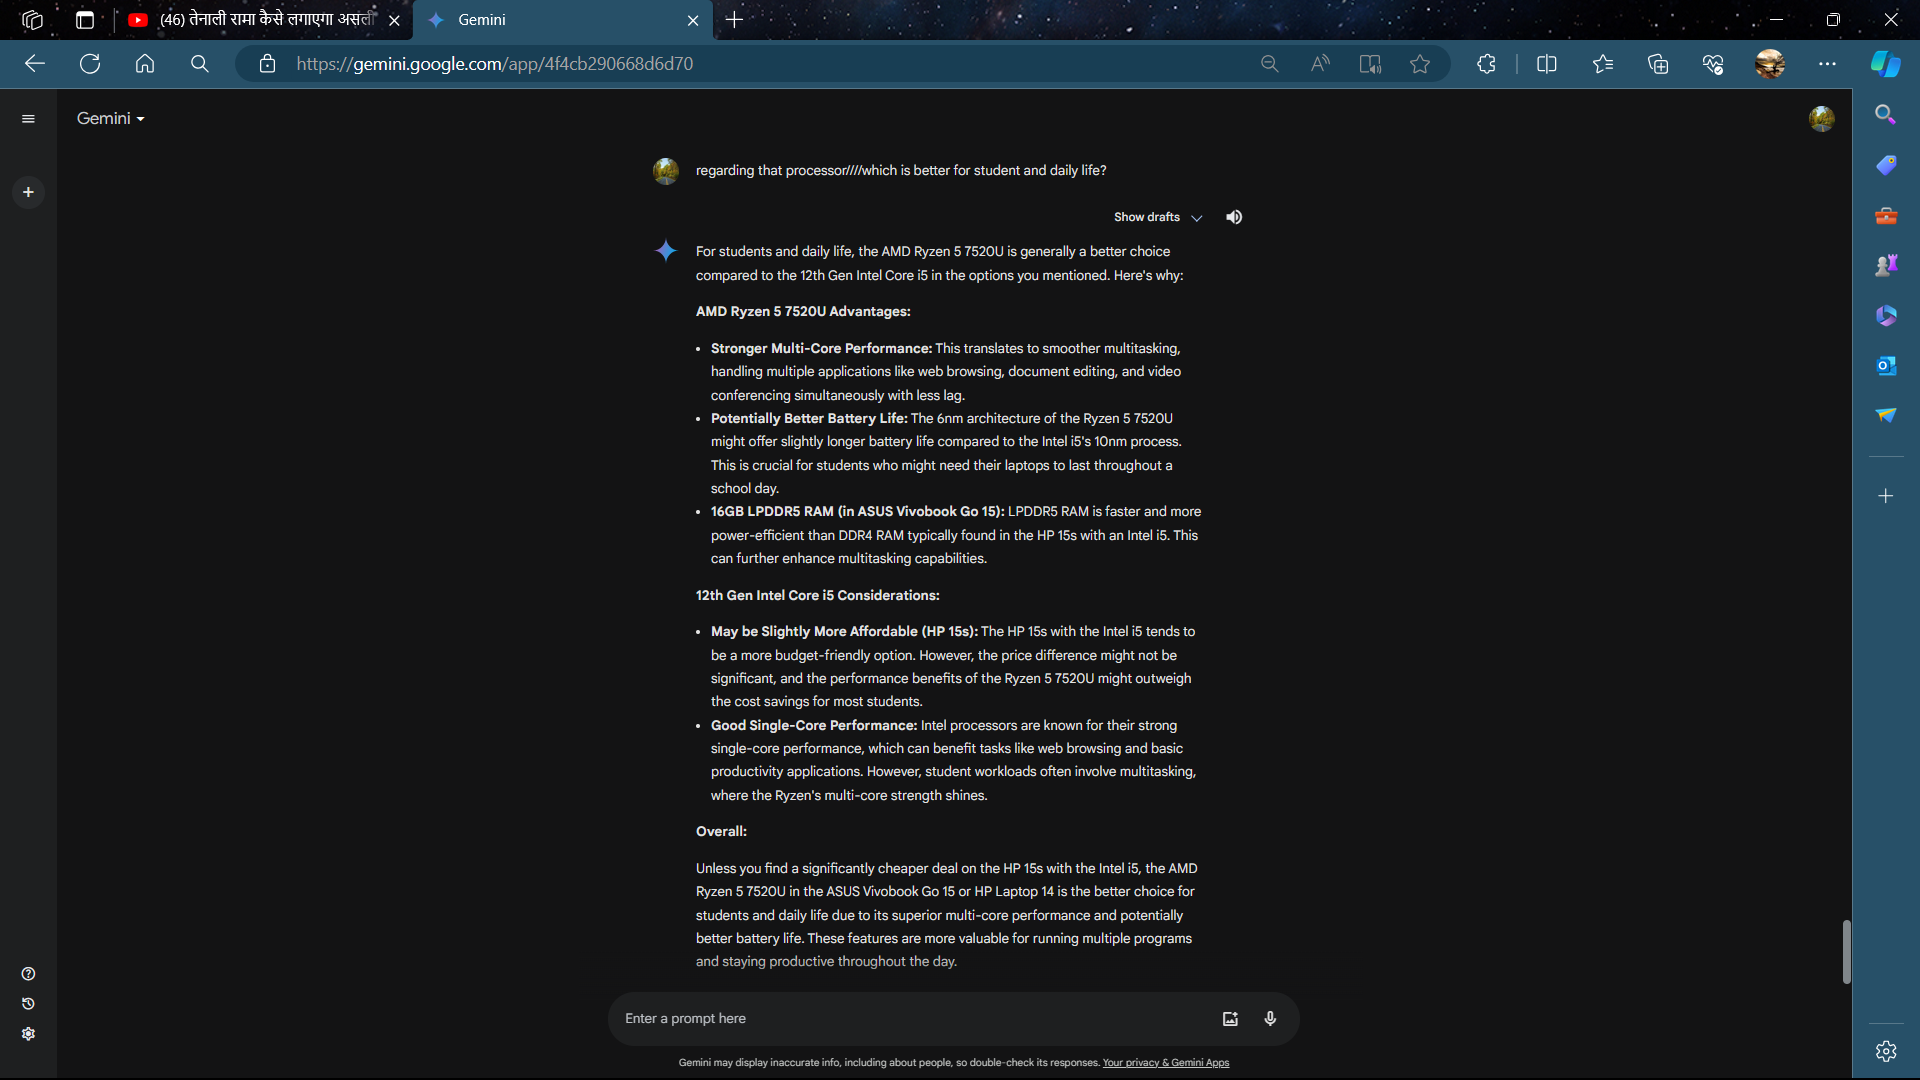 (46) तेनाली रामा कैसे लगाएगा असली
Gemini
https://gemini.google.com/app/4f4cb290668d6d70
Gemini
regarding that processor////which is better for student and daily life?
Show drafts
For students and daily life, the AMD Ryzen 5 7520U is generally a better choice
compared to the 12th Gen Intel Core i5 in the options you mentioned. Here's why:
AMD Ryzen 5 7520U Advantages:
• Stronger Multi-Core Performance: This translates to smoother multitasking,
handling multiple applications like web browsing, document editing, and video
conferencing simultaneously with less lag.
• Potentially Better Battery Life: The 6nm architecture of the Ryzen 5 7520U
might offer slightly longer battery life compared to the Intel i5's 10nm process.
This is crucial for students who might need their laptops to last throughout a
school day.
• 16GB LPDDR5 RAM (in ASUS Vivobook Go 15): LPDDR5 RAM is faster and more
power-efficient than DDR4 RAM typically found in the HP 15s with an Intel i5. This
can further enhance multitasking capabilities.
12th Gen Intel Core i5 Considerations:
• May be Slightly More Affordable (HP 15s): The HP 15s with the Intel i5 tends to
be a more budget-friendly option. However, the price difference might not be
significant, and the performance benefits of the Ryzen 5 7520U might outweigh
the cost savings for most students.
• Good Single-Core Performance: Intel processors are known for their strong
single-core performance, which can benefit tasks like web browsing and basic
productivity applications. However, student workloads often involve multitasking,
where the Ryzen's multi-core strength shines.
Overall:
Unless you find a significantly cheaper deal on the HP 15s with the Intel i5, the AMD
Ryzen 5 7520U in the ASUS Vivobook Go 15 or HP Laptop 14 is the better choice for
students and daily life due to its superior multi-core performance and potentially
better battery life. These features are more valuable for running multiple programs
and staying productive throughout the day.
Enter a prompt here
Gemini may display inaccurate info, including about people, so double-check its responses. Your privacy & Gemini Apps